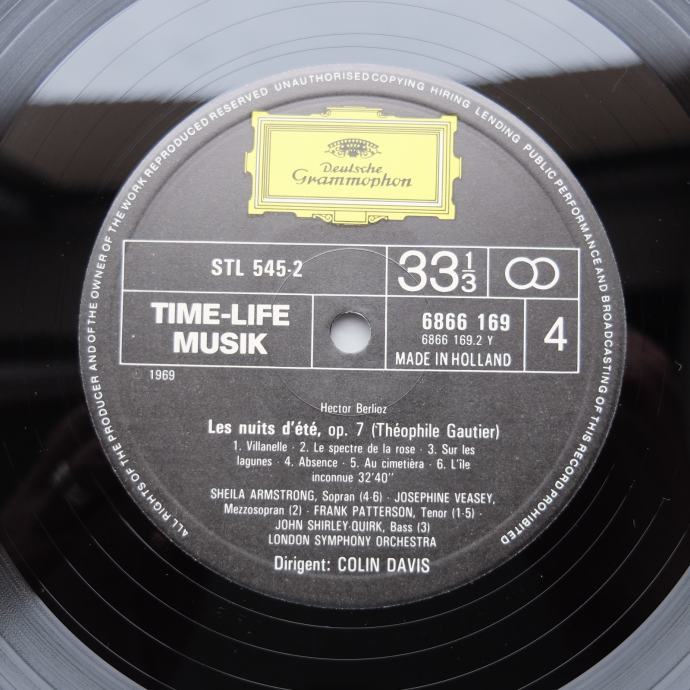 ALL RIGHTS OF THE PRODUCER AND OF THE OWNER OF THE WORK REPRODUCED RESERVED UNAUTHORISED COPYING HIRING LENDING PUBLIC PERFORMANCE AND BROADCASTING OF THIS RECORD PROHIBITED
Deutsche
Grammophon
STL 545-2
33 1/3
TIME-LIFE
MUSIK
6866 169
6866 169.2 Y
MADE IN HOLLAND
4
1969
Hector Berlioz
Les nuits d'été, op. 7 (Théophile Gautier)
1. Villanelle · 2. Le spectre de la rose · 3. Sur les
lagunes · 4. Absence · 5. Au cimetièra · 6. L'île
inconnue 32'40"
SHEILA ARMSTRONG, Sopran (4·6) · JOSEPHINE VEASEY,
Mezzosopran (2) · FRANK PATTERSON, Tenor (1·5) ·
JOHN SHIRLEY-QUIRK, Bass (3)
LONDON SYMPHONY ORCHESTRA
Dirigent: COLIN DAVIS